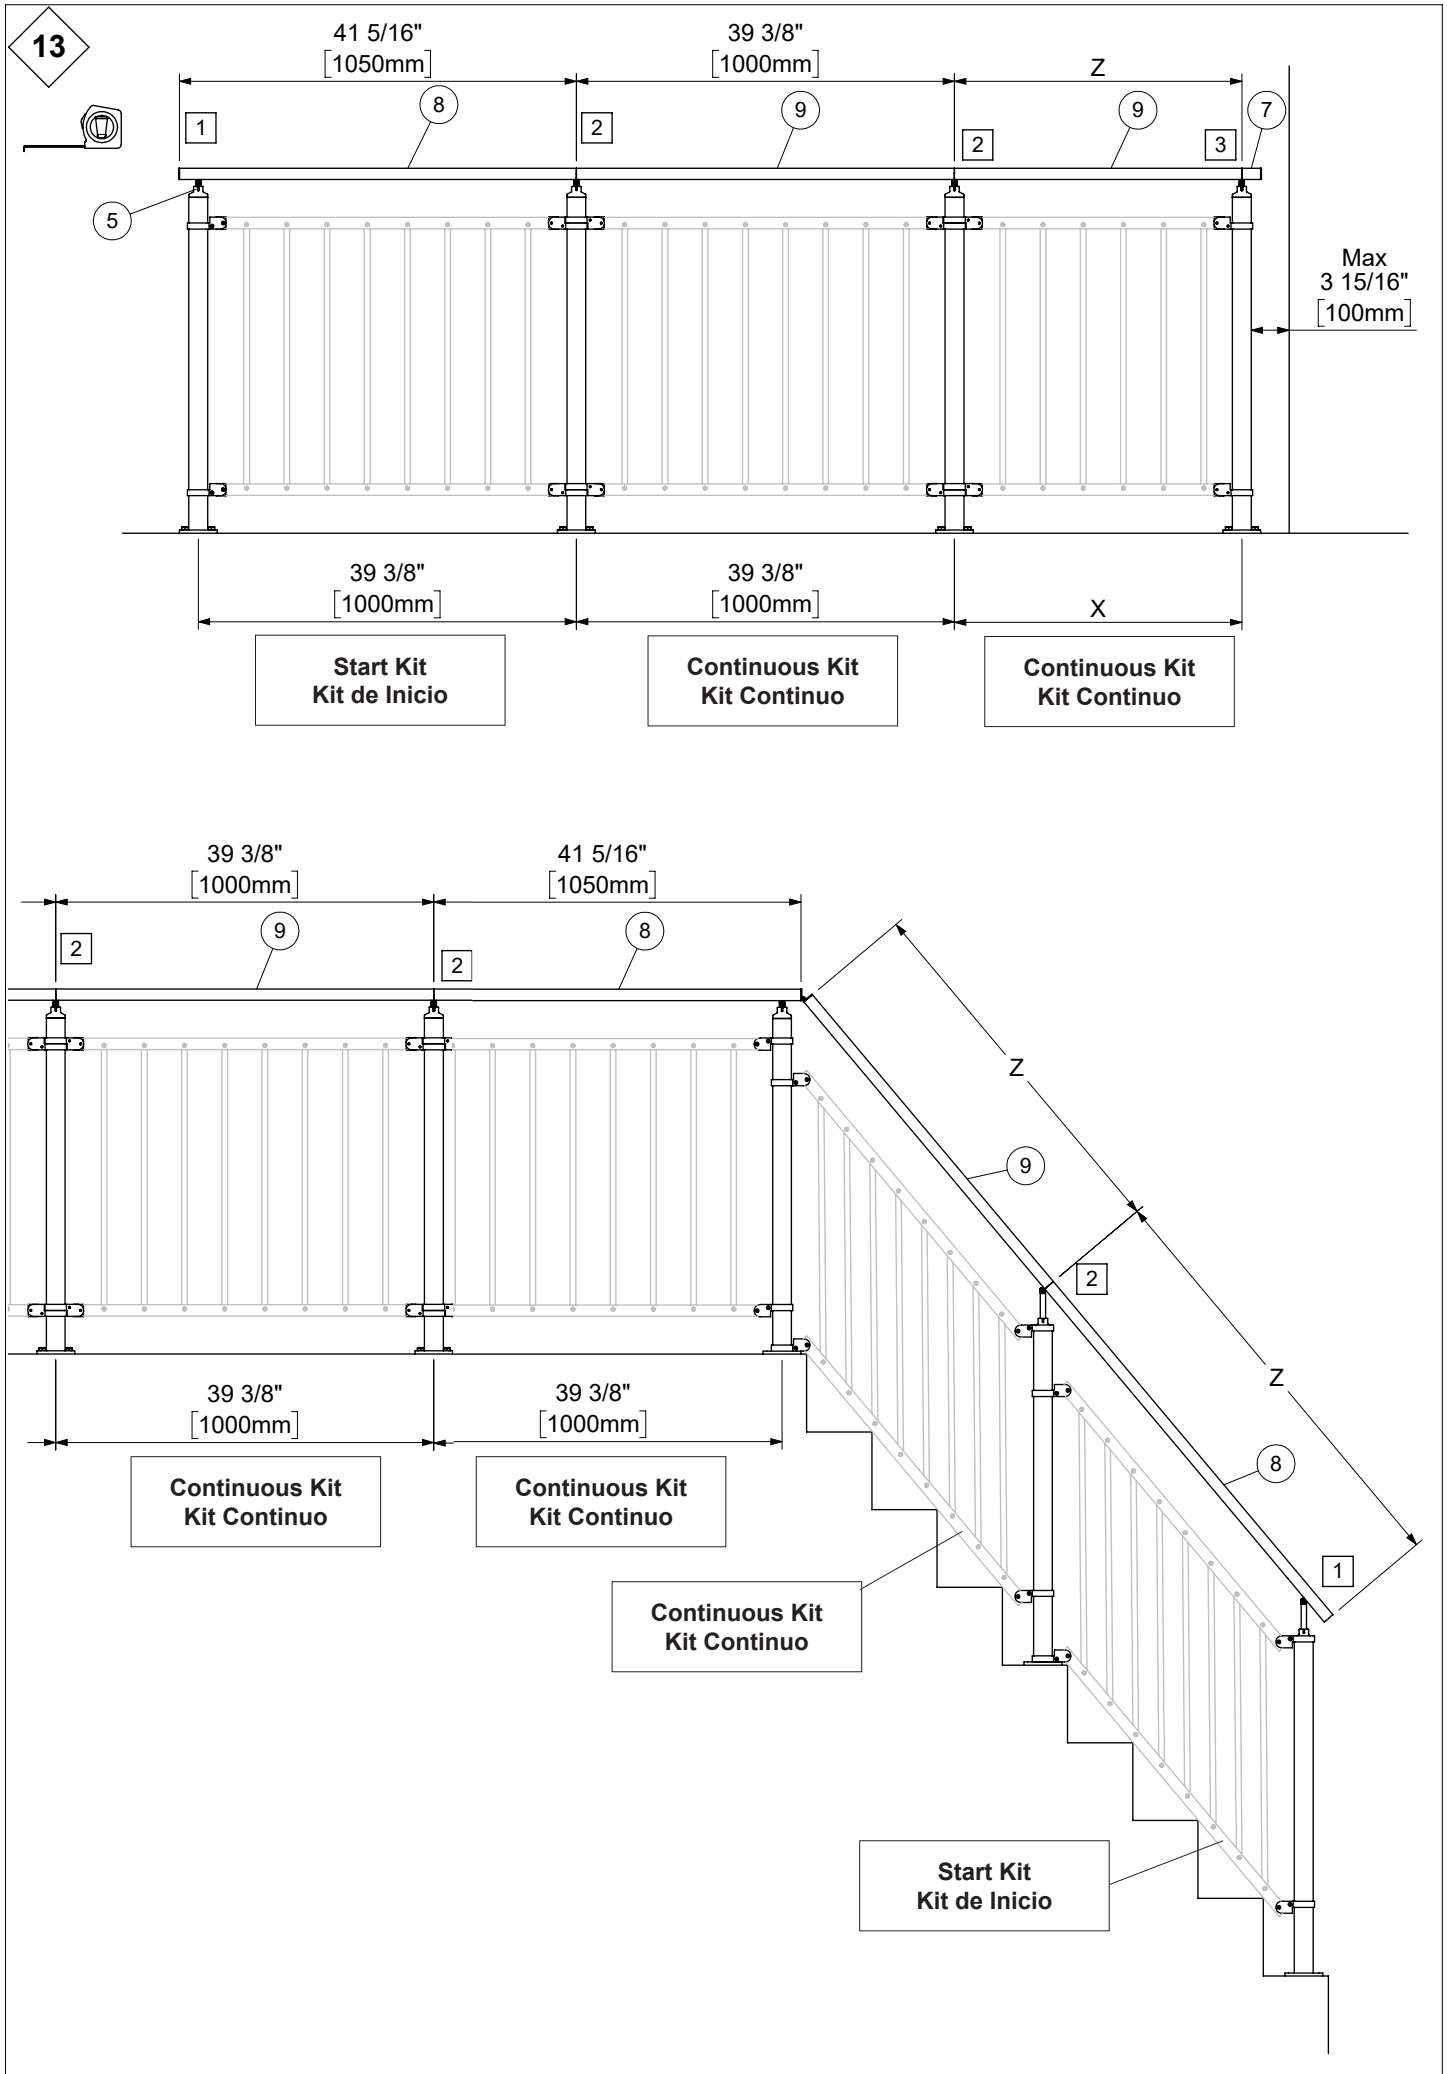 13
41 5/16"
[1050mm]
39 3/8"
[1000mm]
Z
1
8
2
9
2
9
3
7
5
Max
3 15/16"
[100mm]
39 3/8"
[1000mm]
39 3/8"
[1000mm]
X
Start Kit
Kit de Inicio
Continuous Kit
Kit Continuo
Continuous Kit
Kit Continuo
39 3/8"
[1000mm]
41 5/16"
[1050mm]
2
9
2
8
Z
9
2
Z
8
1
39 3/8"
[1000mm]
39 3/8"
[1000mm]
Continuous Kit
Kit Continuo
Continuous Kit
Kit Continuo
Continuous Kit
Kit Continuo
Start Kit
Kit de Inicio